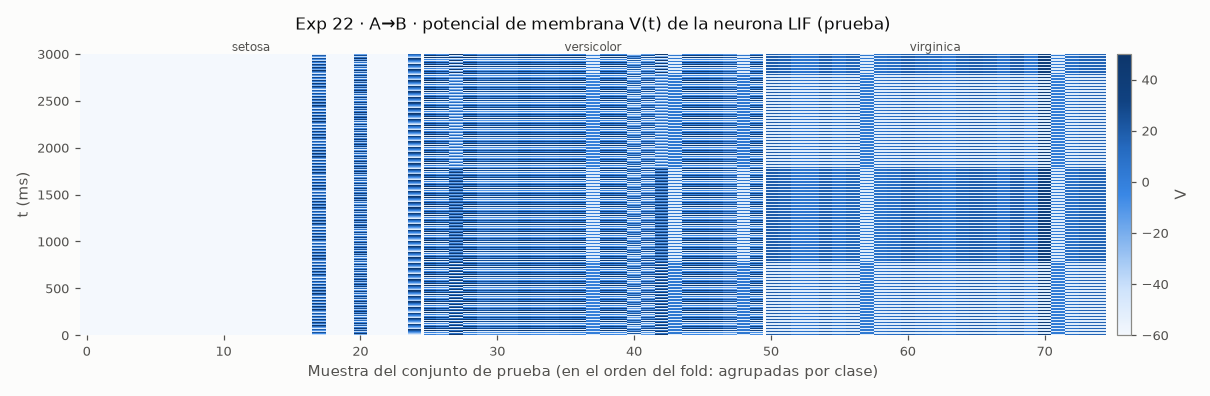 Exp 22 · A→B · potencial de membrana V(t) de la neurona LIF (prueba)
setosa versicolor virginica
3000
2500
2000
1500
1000
500
0
t (ms)
0 10 20 30 40 50 60 70
Muestra del conjunto de prueba (en el orden del fold: agrupadas por clase)
40
20
0
−20
−40
−60
V